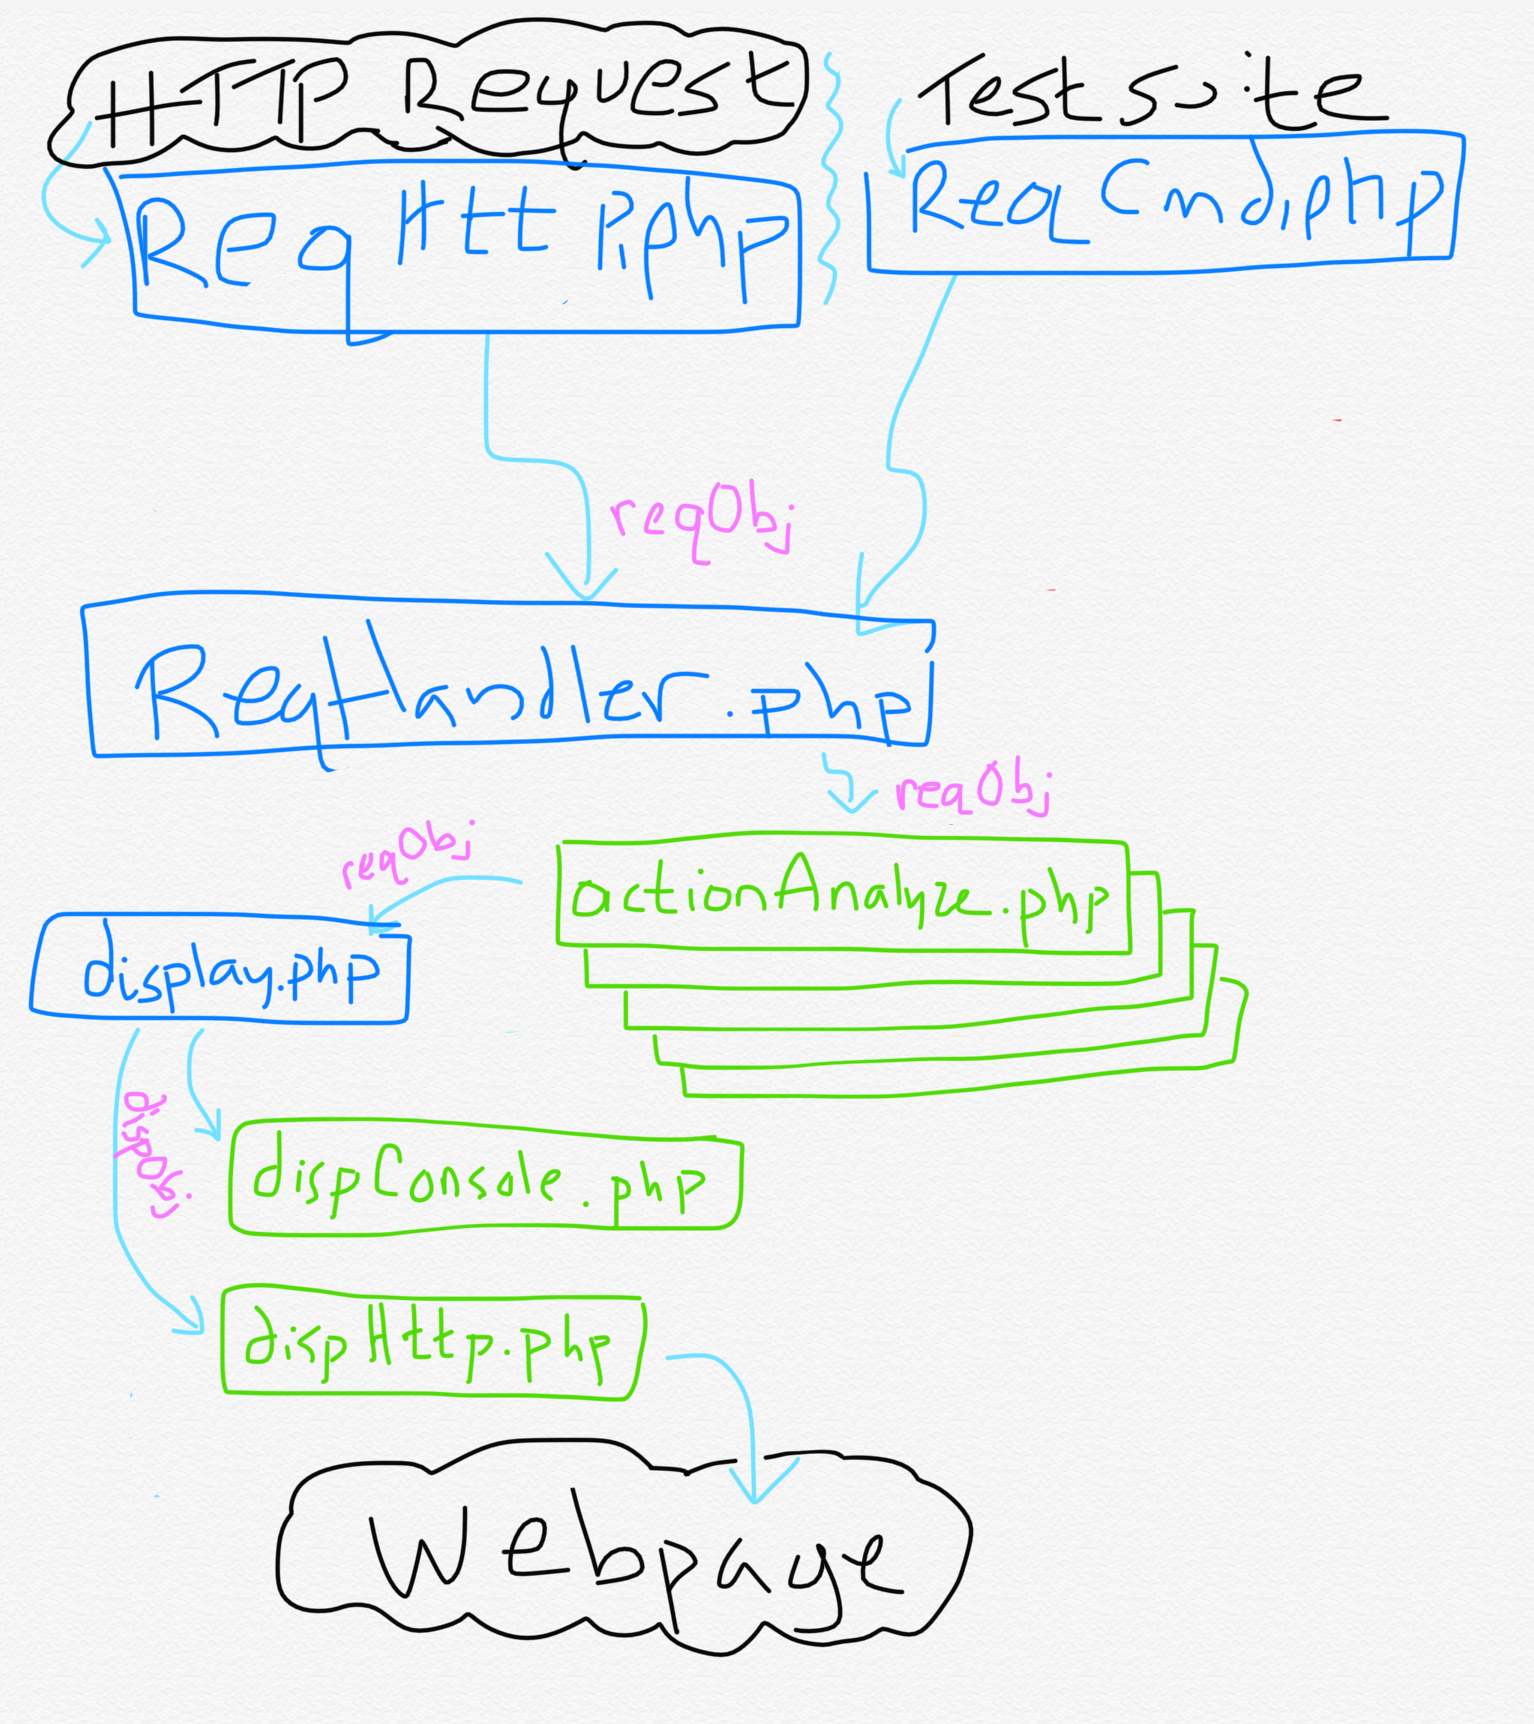 HTTP Request
Test Suite
ReqHttp.php
ReqCmd.php
reqObj
ReqHandler.php
reqObj
reqObj
actionAnalyze.php
display.php
dispObj
dispConsole.php
dispHttp.php
Webpage